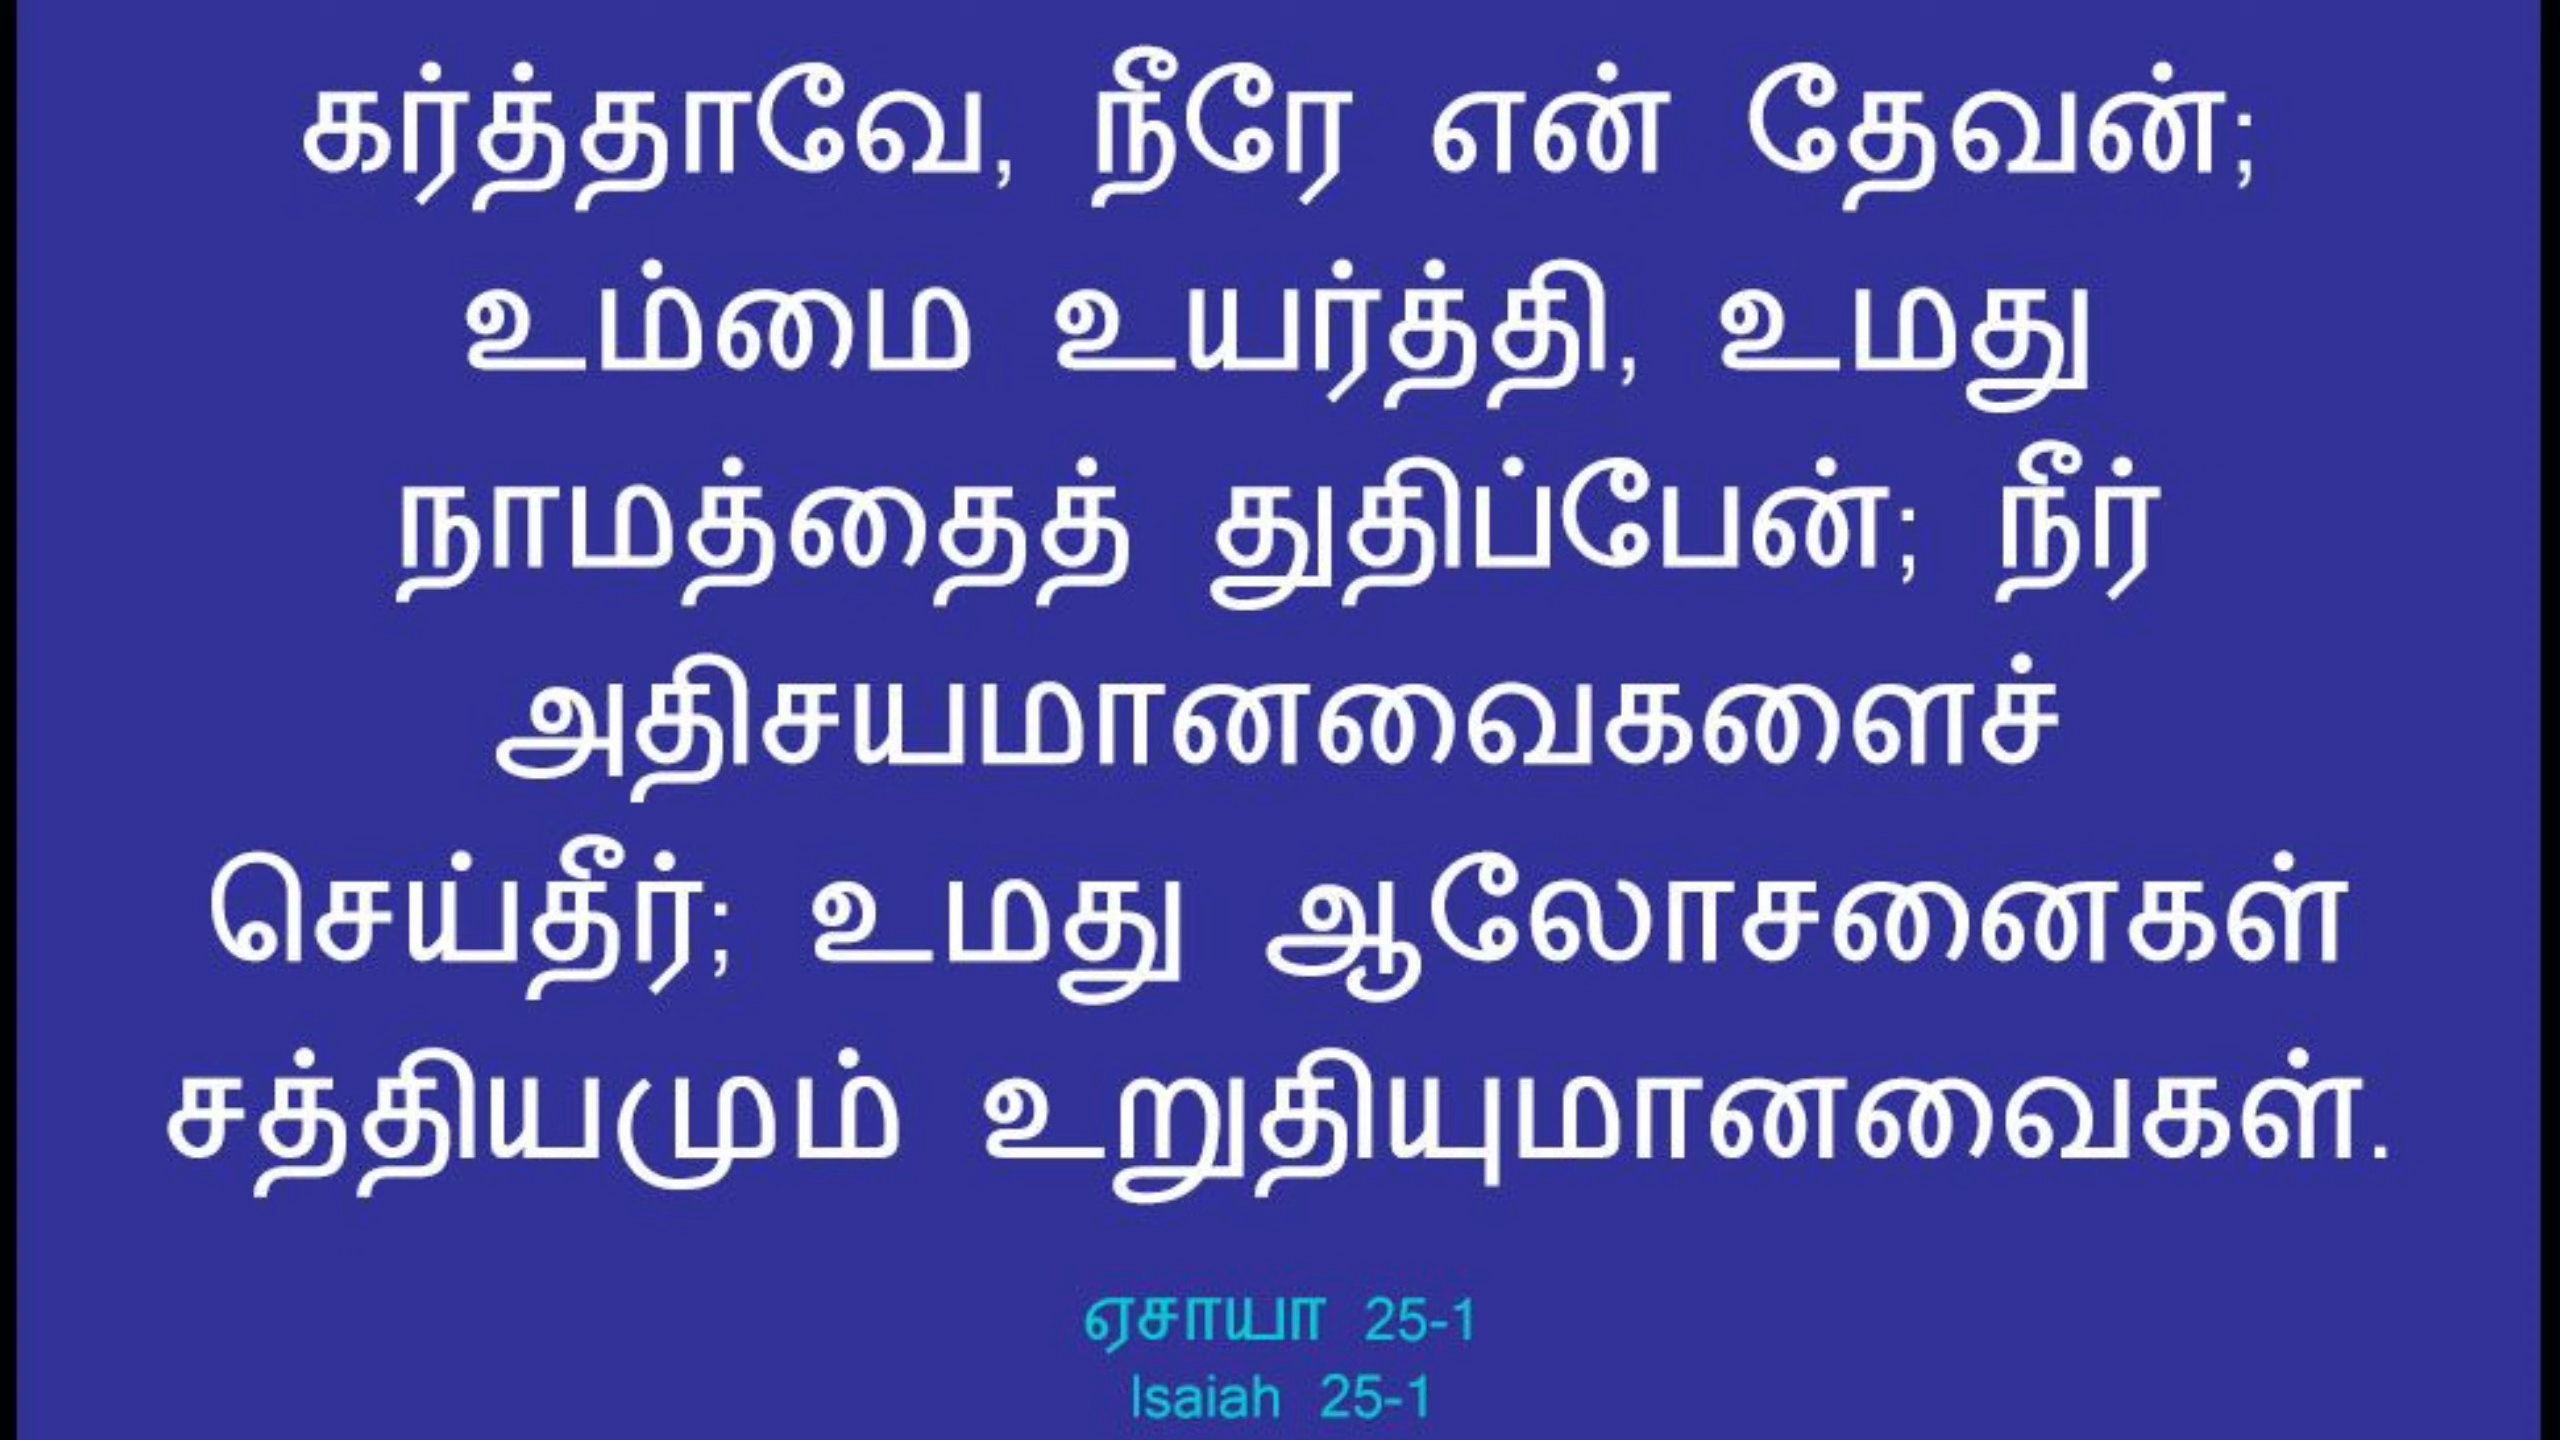 கர்த்தாவே, நீரே என் தேவன்;
உம்மை உயர்த்தி, உமது
நாமத்தைத் துதிப்பேன்; நீர்
அதிசயமானவைகளைச்
செய்தீர்; உமது ஆலோசனைகள்
சத்தியமும் உறுதியுமானவைகள்.
ஏசாயா 25-1
Isaiah 25-1